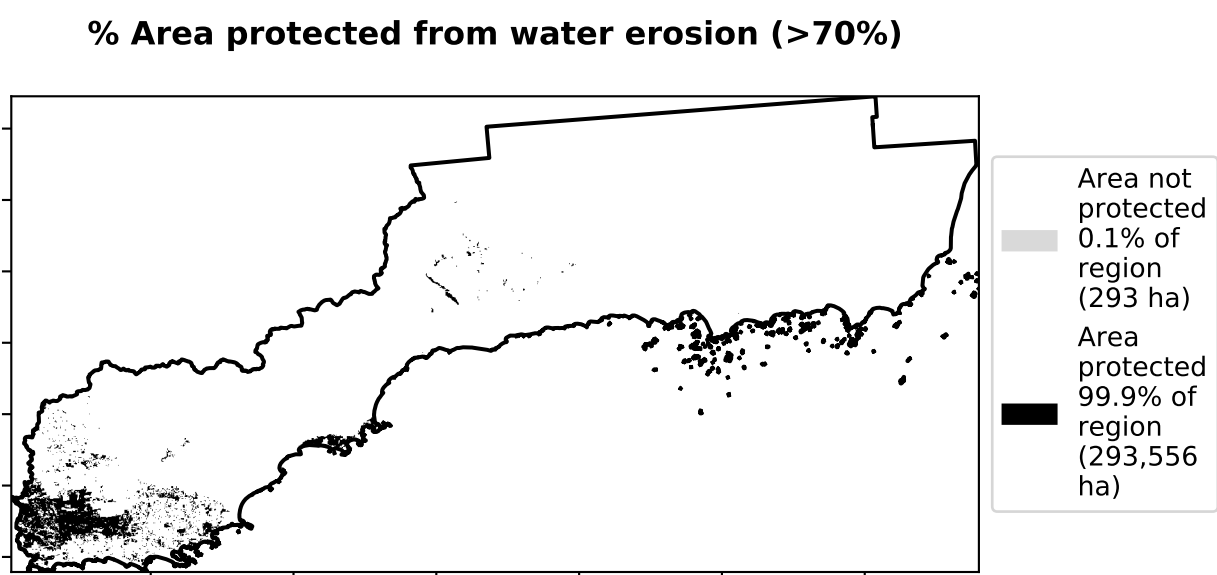 % Area protected from water erosion (>70%)
Area not
protected
0.1% of
region
(293 ha)
Area
protected
99.9% of
region
(293,556
ha)